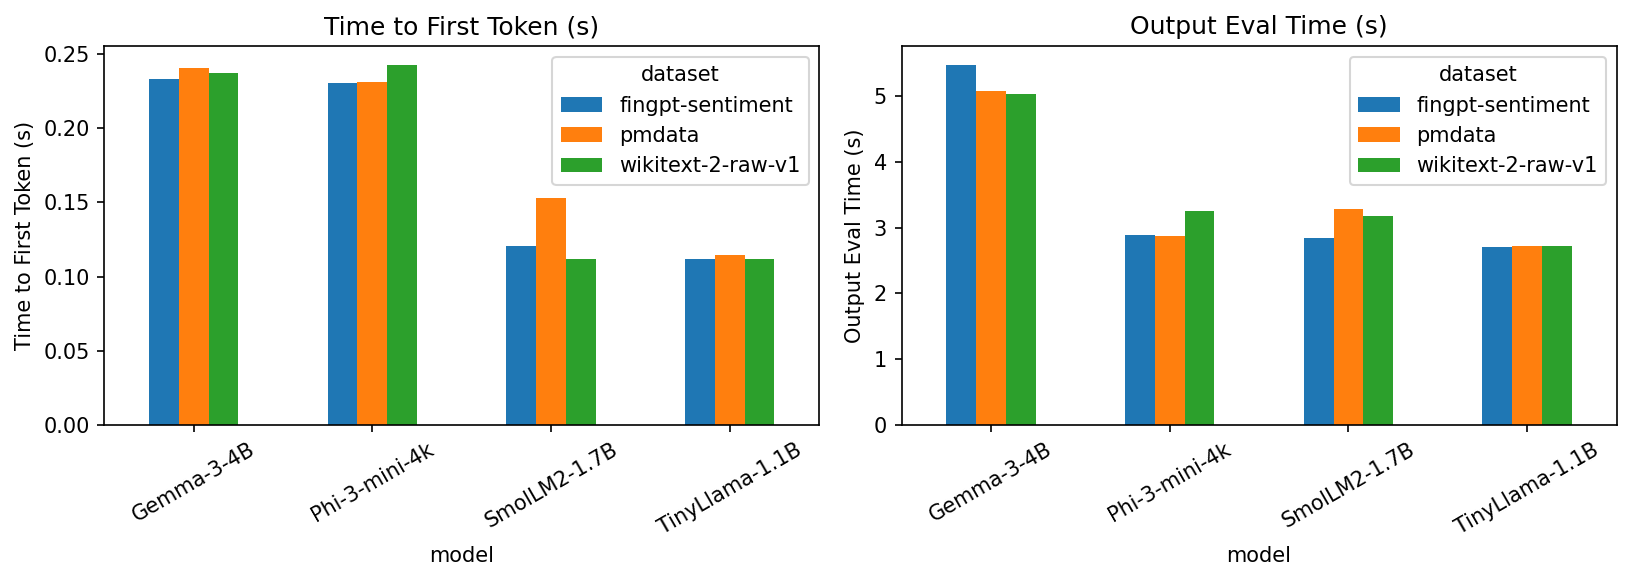 Time to First Token (s)
Time to First Token (s)
0.25
0.20
0.15
0.10
0.05
0.00
dataset
fingpt-sentiment
pmdata
wikitext-2-raw-v1
Gemma-3-4B
Phi-3-mini-4k
SmolLM2-1.7B
TinyLlama-1.1B
model
Output Eval Time (s)
Output Eval Time (s)
5
4
3
2
1
0
dataset
fingpt-sentiment
pmdata
wikitext-2-raw-v1
Gemma-3-4B
Phi-3-mini-4k
SmolLM2-1.7B
TinyLlama-1.1B
model